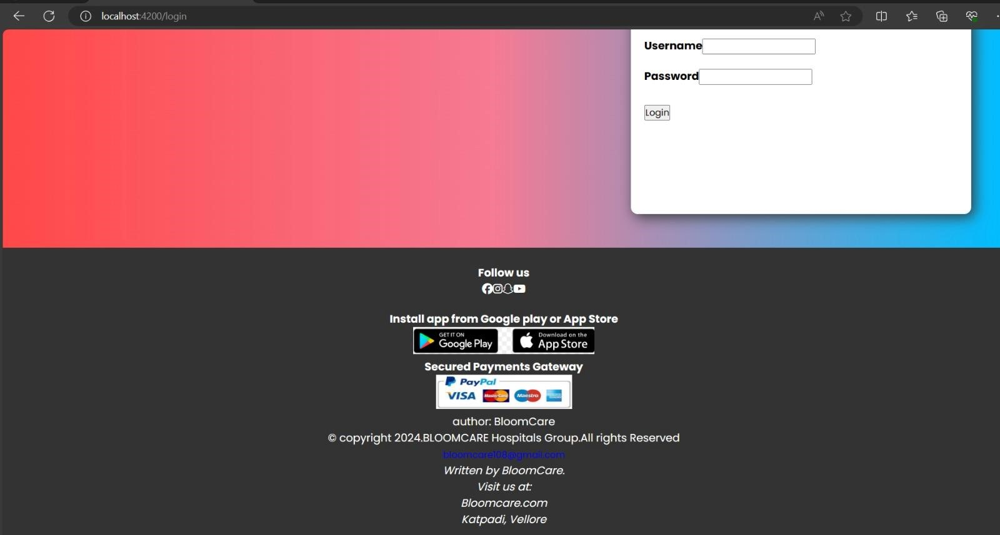 localhost:4200/login
Username
Password
Login
Follow us
Install app from Google play or App Store
GET IT ON
Google Play
Download on the
App Store
Secured Payments Gateway
PayPal
VISA MasterCard Maestro
author: BloomCare
© copyright 2024.BLOOMCARE Hospitals Group.All rights Reserved
bloomcare108@gmail.com
Written by BloomCare.
Visit us at:
Bloomcare.com
Katpadi, Vellore